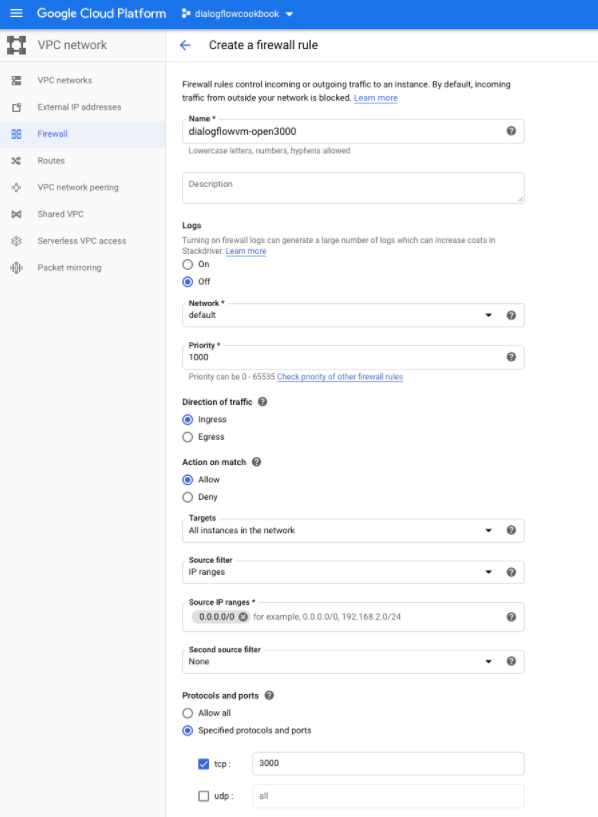 Google Cloud Platform
dialogflowcookbook
VPC network
VPC networks
External IP addresses
Firewall
Routes
VPC network peering
Shared VPC
Serverless VPC access
Packet mirroring
Create a firewall rule
Firewall rules control incoming or outgoing traffic to an instance. By default, incoming
traffic from outside your network is blocked. Learn more
Name *
dialogflowvm-open3000
Lowercase letters, numbers, hyphens allowed
Description
Logs
Turning on firewall logs can generate a large number of logs which can increase costs in
Stackdriver. Learn more
On
Off
Network *
default
Priority *
1000
Priority can be 0 - 65535 Check priority of other firewall rules
Direction of traffic
Ingress
Egress
Action on match
Allow
Deny
Targets
All instances in the network
Source filter
IP ranges
Source IP ranges *
0.0.0.0/0 for example, 0.0.0.0/0, 192.168.2.0/24
Second source filter
None
Protocols and ports
Allow all
Specified protocols and ports
tcp : 3000
udp : all